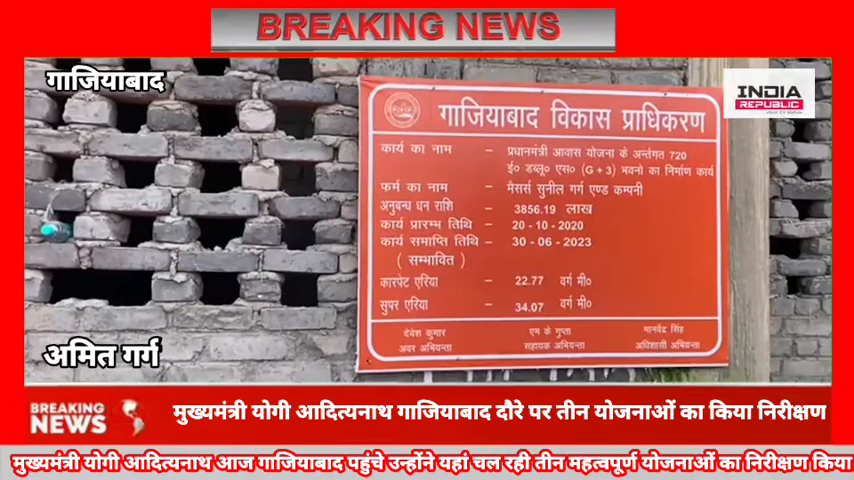 BREAKING NEWS
गाजियाबाद
INDIA
REPUBLIC
गाजियाबाद विकास प्राधिकरण
कार्य का नाम – प्रधानमंत्री आवास योजना के अर्न्तगत 720
ई० डब्लू० एस० (G + 3) भवनो का निर्माण कार्य
फर्म का नाम – मैसर्स सुनील गर्ग एण्ड कम्पनी
अनुबन्ध धन राशि – 3856.19 लाख
कार्य प्रारम्भ तिथि – 20 - 10 - 2020
कार्य समाप्ति तिथि – 30 - 06 - 2023
( सम्भावित )
कारपेट एरिया – 22.77 वर्ग मी०
सुपर एरिया – 34.07 वर्ग मी०
देवेश कुमार एम के गुप्ता मानवेंद्र सिंह
अवर अभियन्ता सहायक अभियन्ता अधिशासी अभियन्ता
अमित गर्ग
BREAKING
NEWS
मुख्यमंत्री योगी आदित्यनाथ गाजियाबाद दौरे पर तीन योजनाओं का किया निरीक्षण
मुख्यमंत्री योगी आदित्यनाथ आज गाजियाबाद पहुंचे उन्होंने यहां चल रही तीन महत्वपूर्ण योजनाओं का निरीक्षण किया